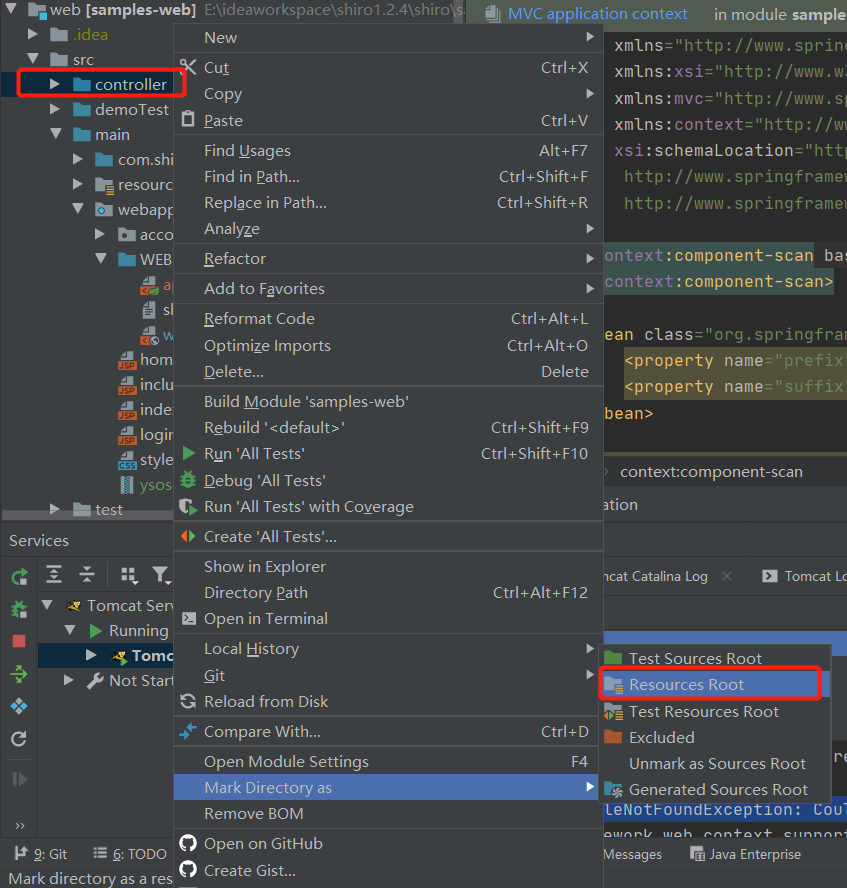 web [samples-web] E:\ideaworkspace\shiro1.2.4\shiro\s
.idea
src
controller
demoTest
main
com.shi
resourc
webapp
acco
WEB
ap
sh
w
hom
inclu
inde
login
style
ysos
test
New
Cut Ctrl+X
Copy
Paste Ctrl+V
Find Usages Alt+F7
Find in Path... Ctrl+Shift+F
Replace in Path... Ctrl+Shift+R
Analyze
Refactor
Add to Favorites
Reformat Code Ctrl+Alt+L
Optimize Imports Ctrl+Alt+O
Delete... Delete
Build Module 'samples-web'
Rebuild '<default>' Ctrl+Shift+F9
Run 'All Tests' Ctrl+Shift+F10
Debug 'All Tests'
Run 'All Tests' with Coverage
Create 'All Tests'...
Show in Explorer
Directory Path Ctrl+Alt+F12
Open in Terminal
Local History
Git
Reload from Disk
Compare With... Ctrl+D
Open Module Settings F4
Mark Directory as
Remove BOM
Open on GitHub
Create Gist...
Test Sources Root
Resources Root
Test Resources Root
Excluded
Unmark as Sources Root
Generated Sources Root
MVC application context in module sample
xmlns="http://www.spring
xmlns:xsi="http://www.w3
xmlns:mvc="http://www.sp
xmlns:context="http://ww
xsi:schemaLocation="http
http://www.springframew
http://www.springframew
ontext:component-scan bas
context:component-scan>
ean class="org.springfram
<property name="prefix"
<property name="suffix"
bean>
context:component-scan
ation
mcat Catalina Log Tomcat Lo
re
leNotFoundException: Coul
ework.web.context.support
Services
Tomcat Serv
Running
Tomc
Not Start
9: Git 6: TODO Messages Java Enterprise
Mark directory as a res